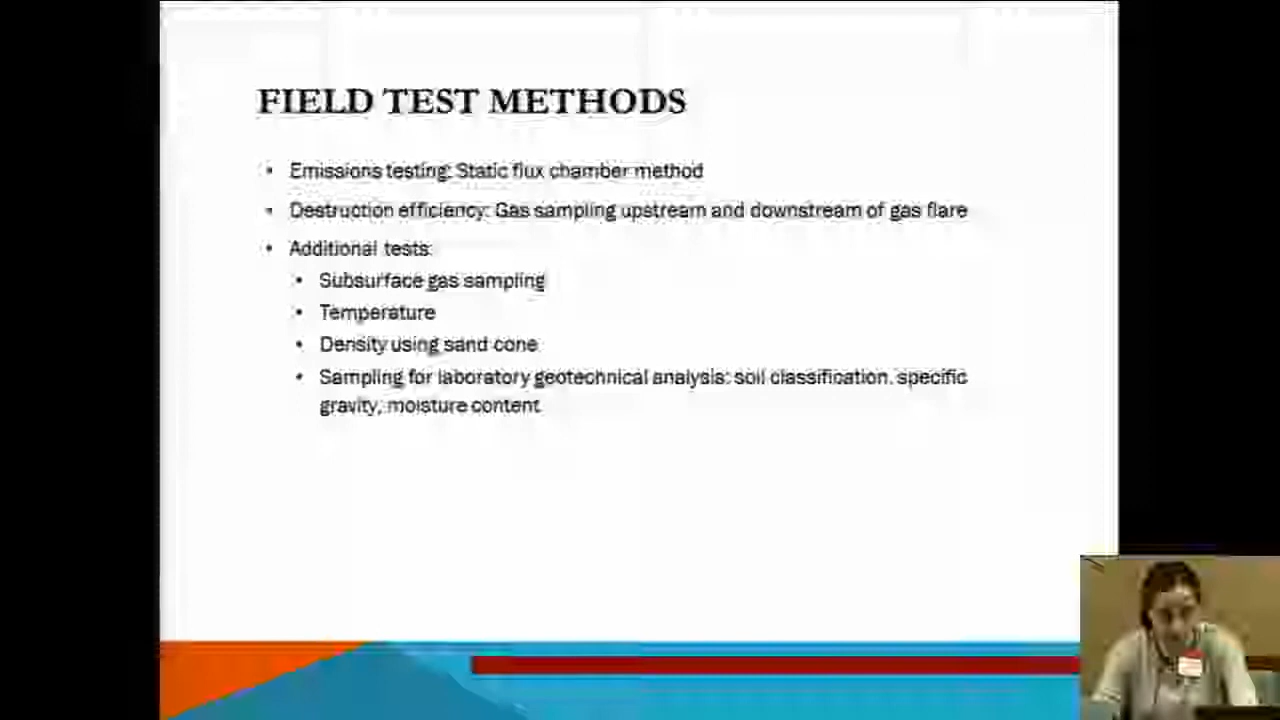 FIELD TEST METHODS
• Emissions testing: Static flux chamber method
• Destruction efficiency: Gas sampling upstream and downstream of gas flare
• Additional tests:
• Subsurface gas sampling
• Temperature
• Density using sand cone
• Sampling for laboratory geotechnical analysis: soil classification, specific
gravity, moisture content